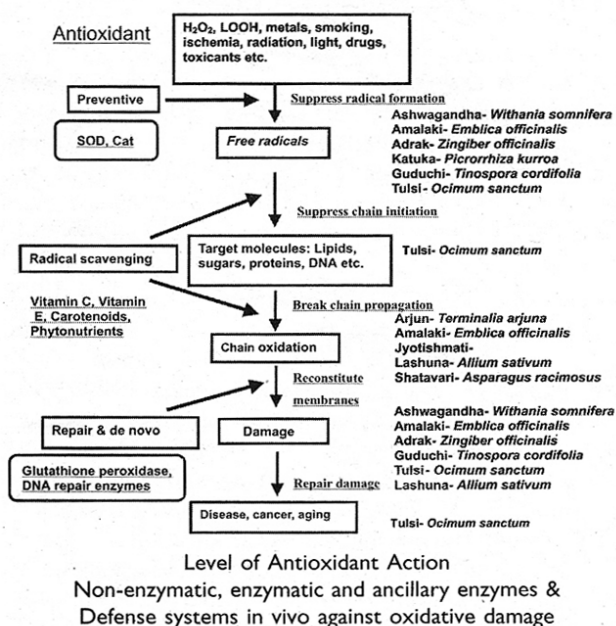 Antioxidant
H₂O₂, LOOH, metals, smoking,
ischemia, radiation, light, drugs,
toxicants etc.
Preventive
Suppress radical formation
SOD, Cat
Free radicals
Ashwagandha- Withania somnifera
Amalaki- Emblica officinalis
Adrak- Zingiber officinalis
Katuka- Picrorrhiza kurroa
Guduchi- Tinospora cordifolia
Tulsi- Ocimum sanctum
Suppress chain initiation
Radical scavenging
Target molecules: Lipids,
sugars, proteins, DNA etc.
Tulsi- Ocimum sanctum
Vitamin C, Vitamin
E, Carotenoids,
Phytonutrients
Break chain propagation
Chain oxidation
Arjun- Terminalia arjuna
Amalaki- Emblica officinalis
Jyotishmati-
Lashuna- Allium sativum
Shatavari- Asparagus racimosus
Reconstitute
membranes
Repair & de novo
Damage
Ashwagandha- Withania somnifera
Amalaki- Emblica officinalis
Adrak- Zingiber officinalis
Guduchi- Tinospora cordifolia
Tulsi- Ocimum sanctum
Lashuna- Allium sativum
Glutathione peroxidase,
DNA repair enzymes
Repair damage
Disease, cancer, aging
Tulsi- Ocimum sanctum
Level of Antioxidant Action
Non-enzymatic, enzymatic and ancillary enzymes &
Defense systems in vivo against oxidative damage